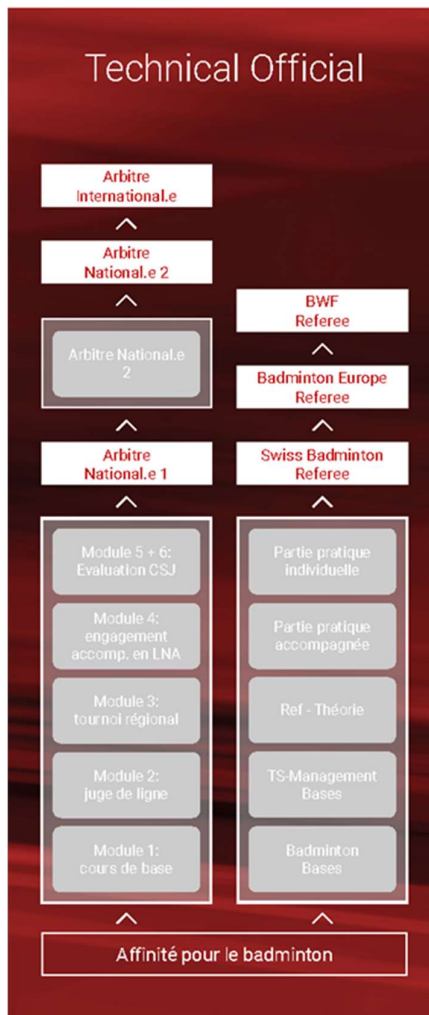 Technical Official
Arbitre
International.e
Arbitre
National.e 2
Arbitre National.e
2
Arbitre
National.e 1
Module 5 + 6:
Evaluation CSJ
Module 4:
engagement
accomp. en LNA
Module 3:
tournoi régional
Module 2:
juge de ligne
Module 1:
cours de base
BWF
Referee
Badminton Europe
Referee
Swiss Badminton
Referee
Partie pratique
individuelle
Partie pratique
accompagnée
Ref - Théorie
TS-Management
Bases
Badminton
Bases
Affinité pour le badminton